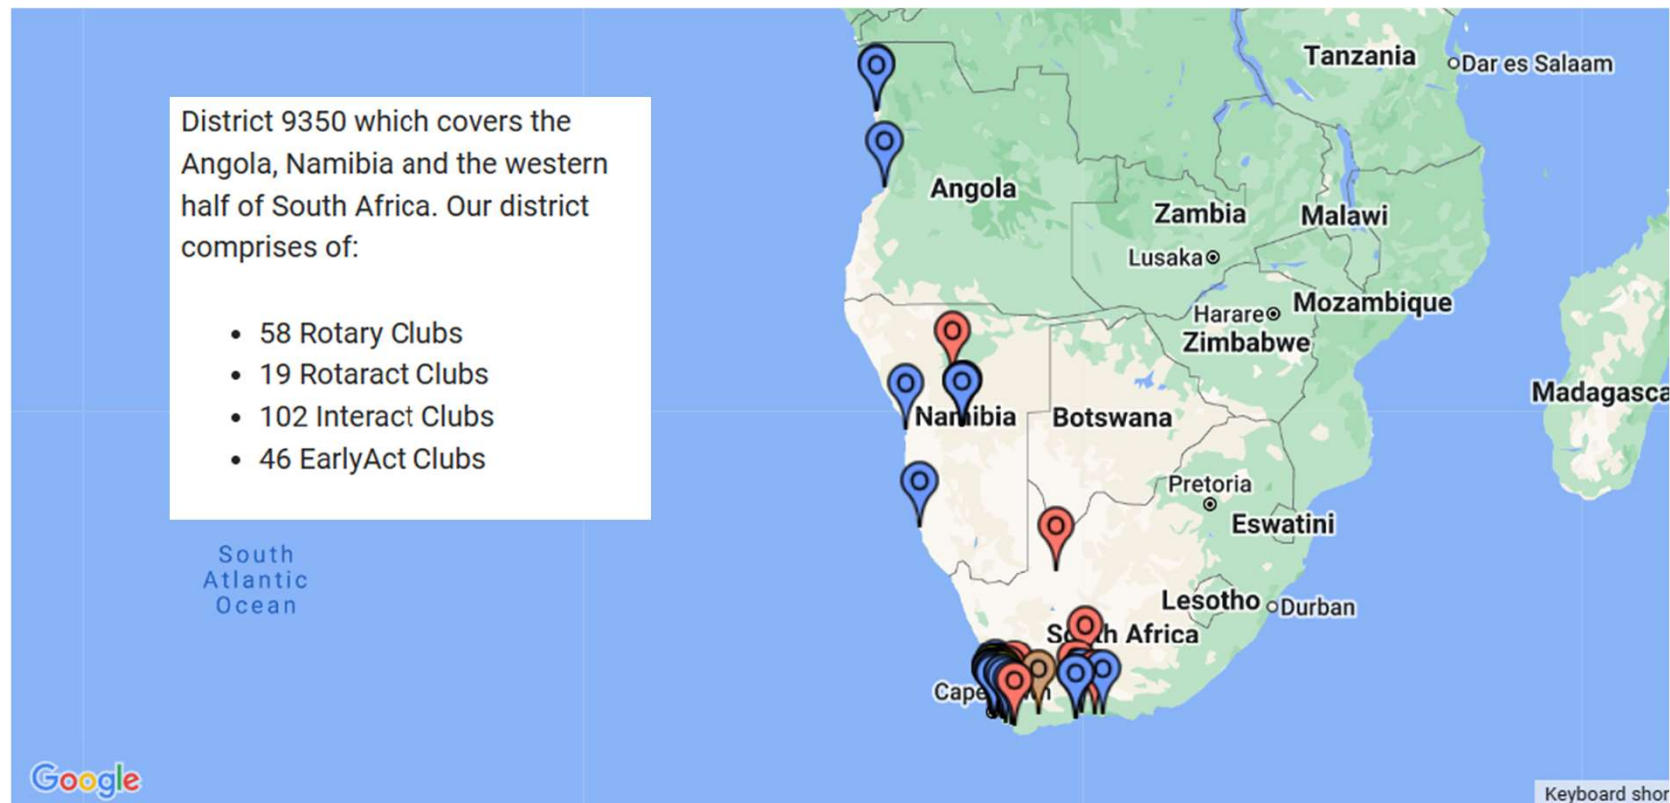 District 9350 which covers the
Angola, Namibia and the western
half of South Africa. Our district
comprises of:
58 Rotary Clubs
19 Rotaract Clubs
102 Interact Clubs
46 EarlyAct Clubs
South
Atlantic
Ocean
Google
Tanzania
Dar es Salaam
Angola
Zambia
Malawi
Lusaka
Harare
Mozambique
Zimbabwe
Namibia
Botswana
Pretoria
Eswatini
Lesotho
Durban
South Africa
Cape
Keyboard shor